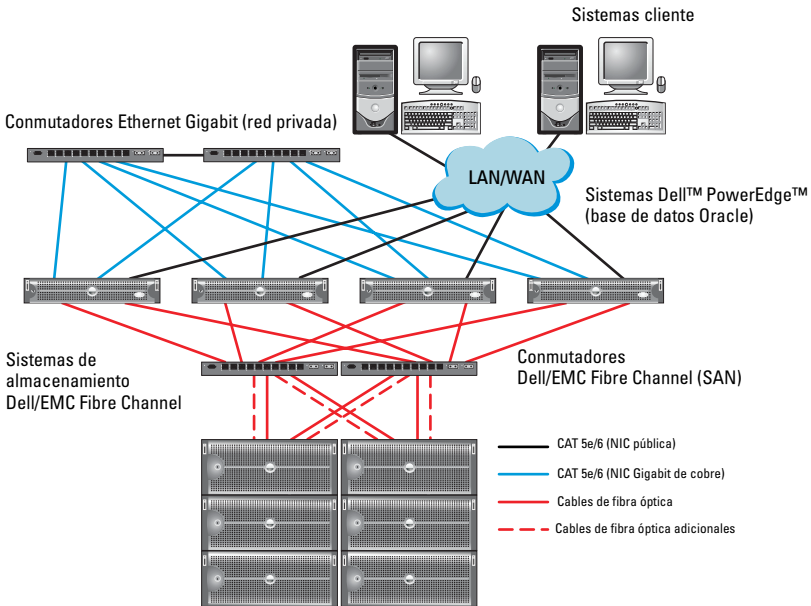 Sistemas cliente
Conmutadores Ethernet Gigabit (red privada)
LAN/WAN
Sistemas Dell™ PowerEdge™
(base de datos Oracle)
Sistemas de
almacenamiento
Dell/EMC Fibre Channel
Conmutadores
Dell/EMC Fibre Channel (SAN)
CAT 5e/6 (NIC pública)
CAT 5e/6 (NIC Gigabit de cobre)
Cables de fibra óptica
Cables de fibra óptica adicionales